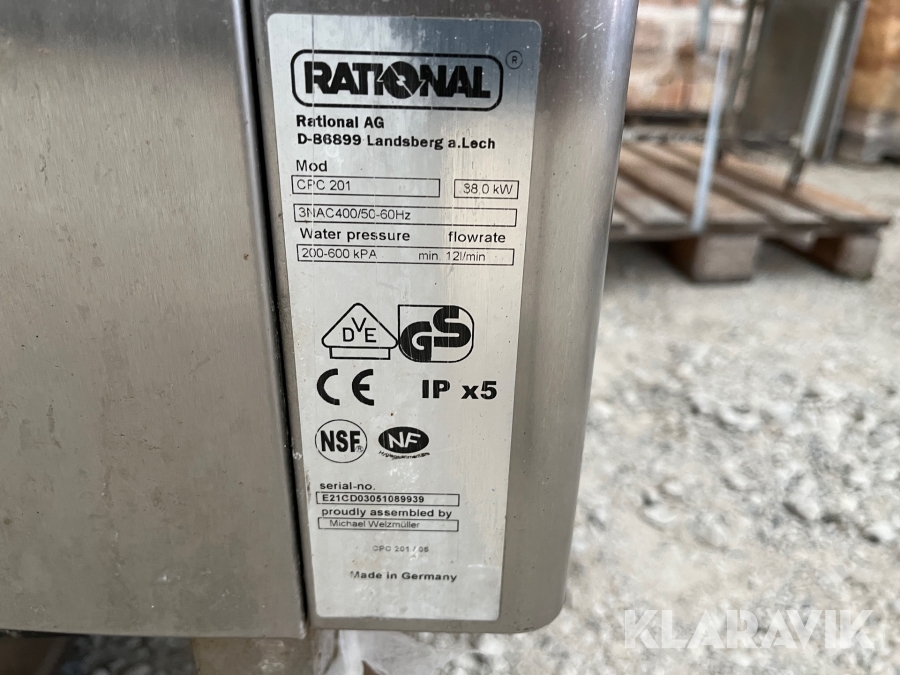 RATIONAL ®
Rational AG
D-86899 Landsberg a.Lech
Mod
CPC 201 38.0 kW
3NAC400/50-60Hz
Water pressure flowrate
200-600 kPA min. 12l/min
DVE GS
CE IP x5
NSF® NF
serial-no.
E21CD03051089939
proudly assembled by
Michael Welzmüller
CPC 201 / 05
Made in Germany
KLARAVIK